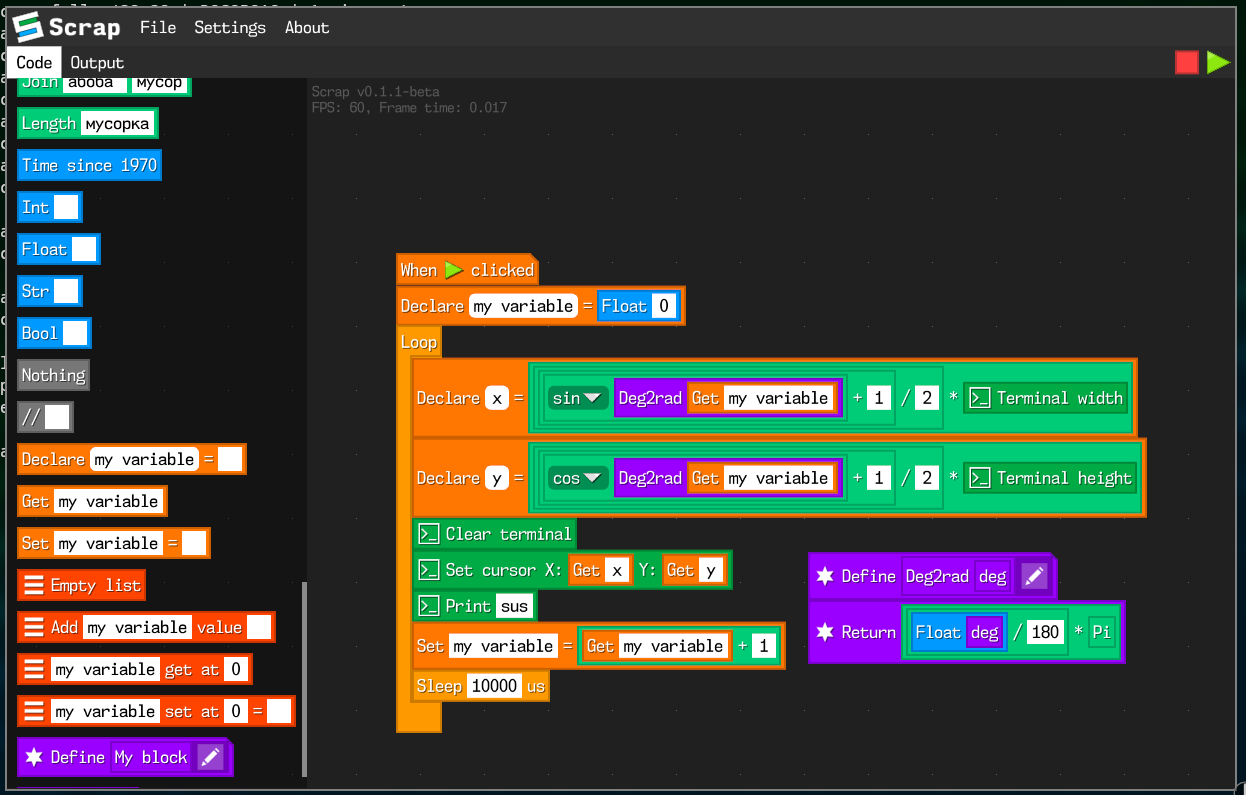 Scrap File Settings About
Code Output
Join абоба мусор
Length мусорка
Time since 1970
Int
Float
Str
Bool
Nothing
//
Declare my variable =
Get my variable
Set my variable =
Empty list
Add my variable value
my variable get at 0
my variable set at 0 =
Define My block
Scrap v0.1.1-beta
FPS: 60, Frame time: 0.017
When clicked
Declare my variable = Float 0
Loop
Declare x = sin Deg2rad Get my variable + 1 / 2 * Terminal width
Declare y = cos Deg2rad Get my variable + 1 / 2 * Terminal height
Clear terminal
Set cursor X: Get x Y: Get y
Print sus
Set my variable = Get my variable + 1
Sleep 10000 us
Define Deg2rad deg
Return Float deg / 180 * Pi